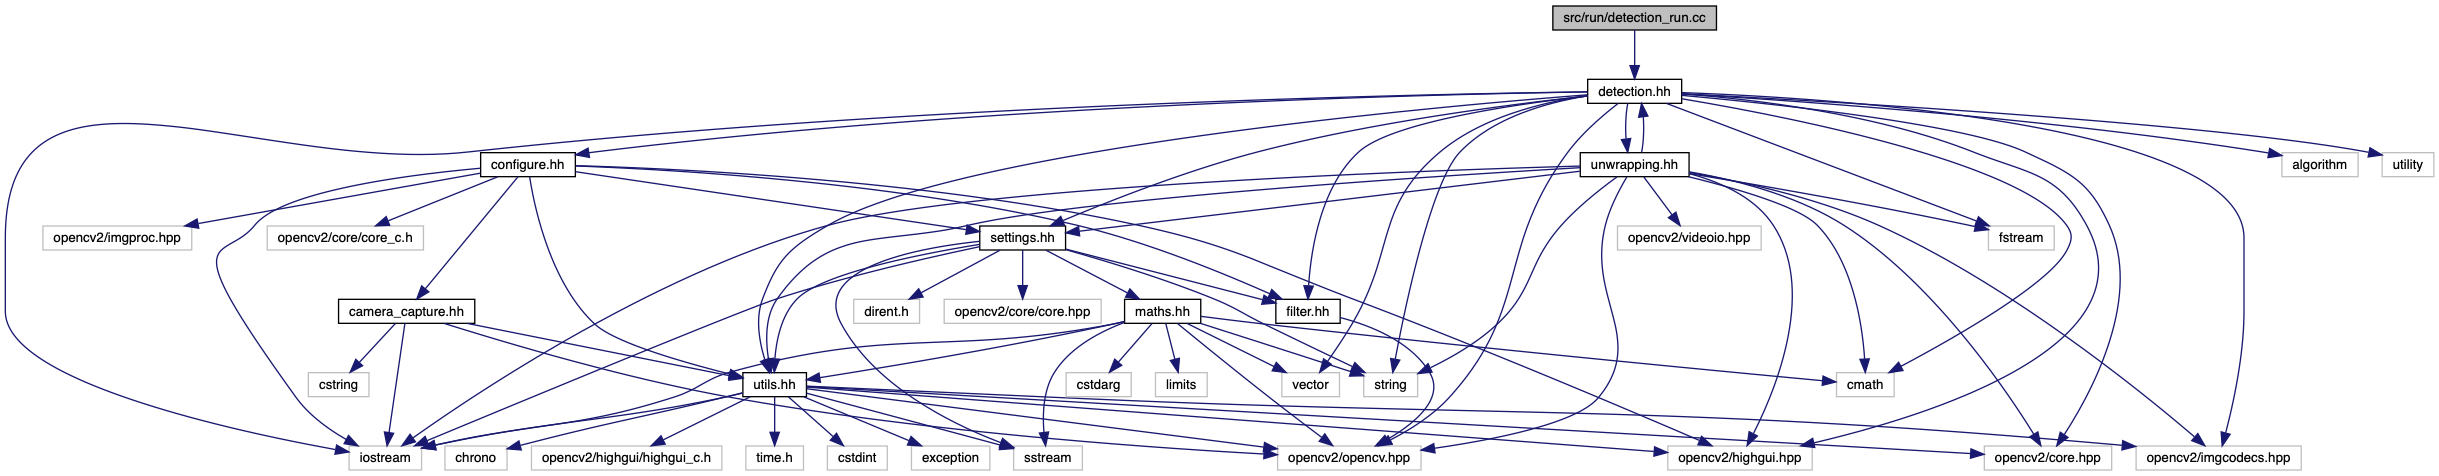 src/run/detection_run.cc
detection.hh
configure.hh
unwrapping.hh
algorithm
utility
opencv2/imgproc.hpp
opencv2/core/core_c.h
settings.hh
opencv2/videoio.hpp
fstream
camera_capture.hh
dirent.h
opencv2/core/core.hpp
maths.hh
filter.hh
cstring
utils.hh
cstdarg
limits
vector
string
cmath
iostream
chrono
opencv2/highgui/highgui_c.h
time.h
cstdint
exception
sstream
opencv2/opencv.hpp
opencv2/highgui.hpp
opencv2/core.hpp
opencv2/imgcodecs.hpp